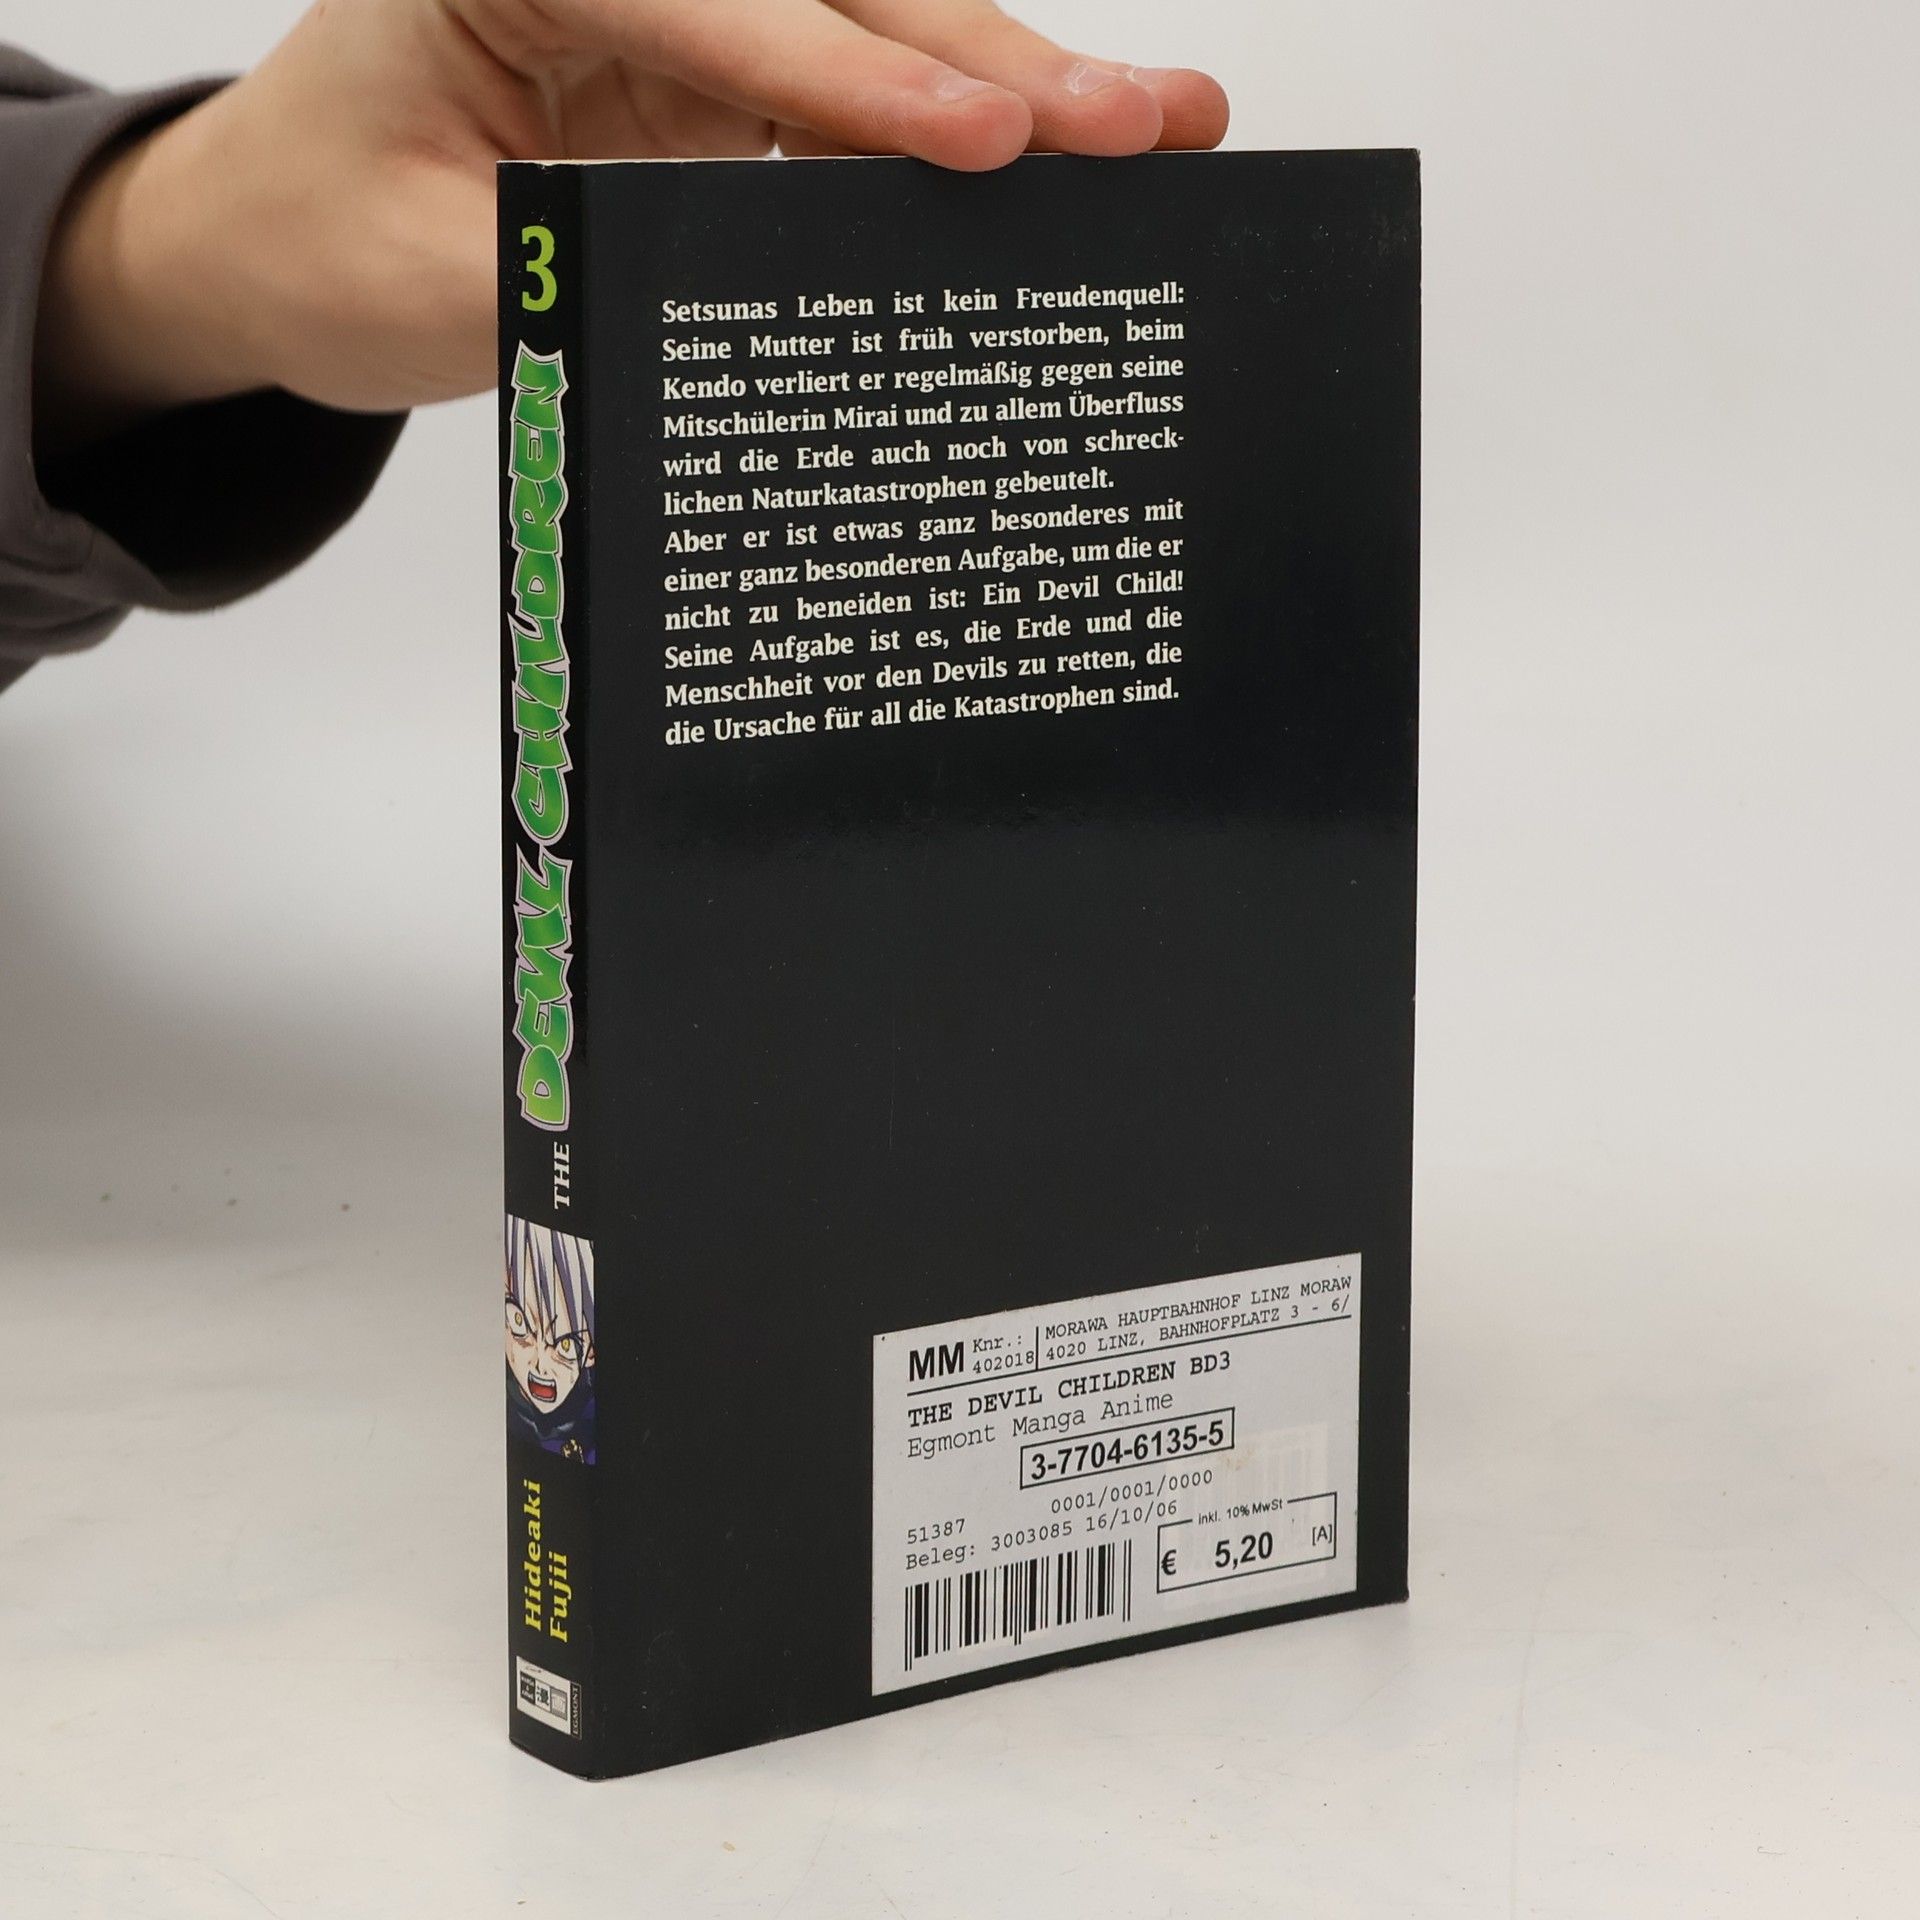 3
THE DEVIL CHILDREN
Hideaki
Fujii
EGMONT
Setsunas Leben ist kein Freudenquell:
Seine Mutter ist früh verstorben, beim
Kendo verliert er regelmäßig gegen seine
Mitschülerin Mirai und zu allem Überfluss
wird die Erde auch noch von schreck-
lichen Naturkatastrophen gebeutelt.
Aber er ist etwas ganz besonderes mit
einer ganz besonderen Aufgabe, um die er
nicht zu beneiden ist: Ein Devil Child!
Seine Aufgabe ist es, die Erde und die
Menschheit vor den Devils zu retten, die
die Ursache für all die Katastrophen sind.
MM Knr.: 402018
MORAWA HAUPTBAHNHOF LINZ MORAW
4020 LINZ, BAHNHOFPLATZ 3 - 6/
THE DEVIL CHILDREN BD3
Egmont Manga Anime
3-7704-6135-5
0001/0001/0000
51387
Beleg: 3003085 16/10/06
inkl. 10% MwSt
€ 5,20 [A]